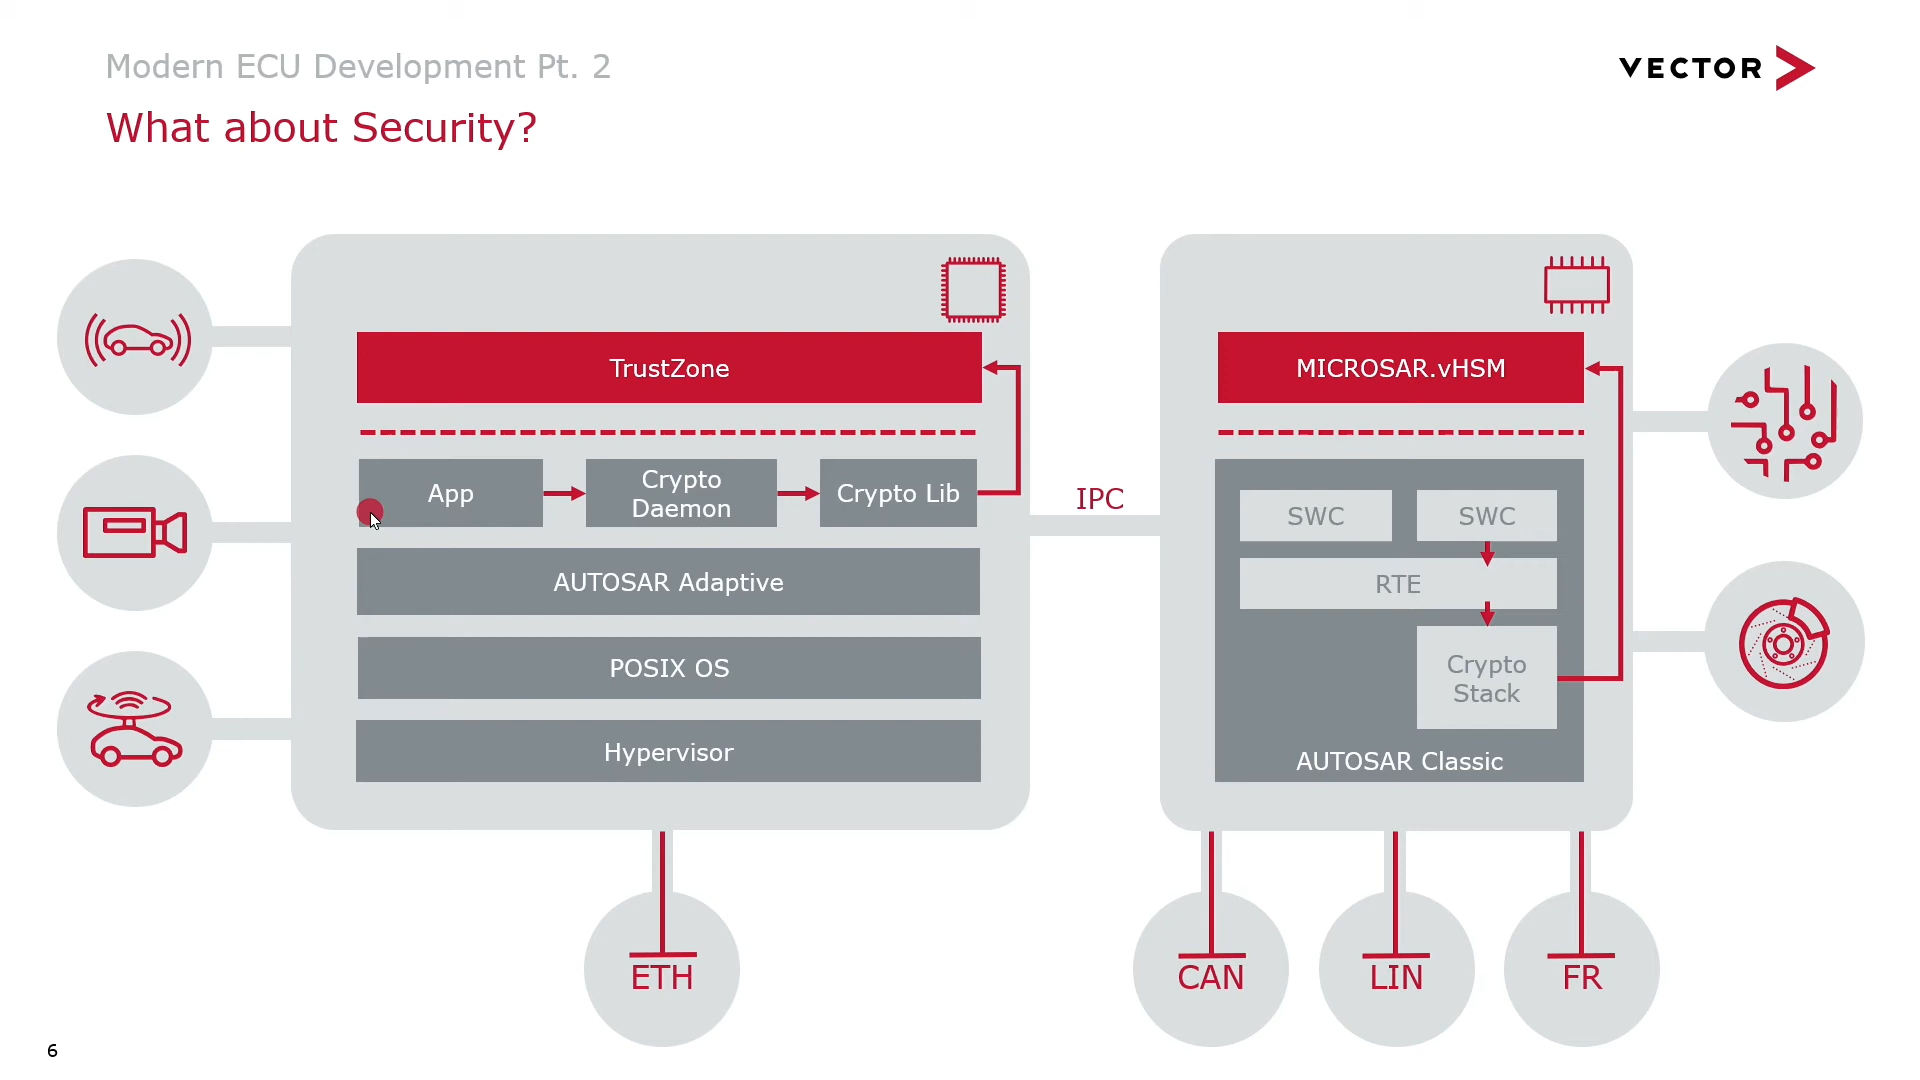 Modern ECU Development Pt. 2
VECTOR
What about Security?
TrustZone
App
Crypto
Daemon
Crypto Lib
AUTOSAR Adaptive
POSIX OS
Hypervisor
IPC
MICROSAR.vHSM
SWC
SWC
RTE
Crypto
Stack
AUTOSAR Classic
ETH
CAN
LIN
FR
6